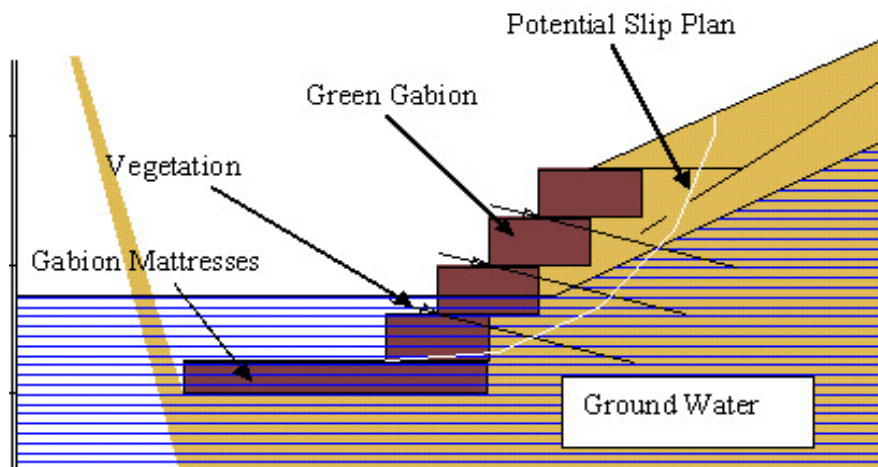 Potential Slip Plan
Green Gabion
Vegetation
Gabion Mattresses
Ground Water